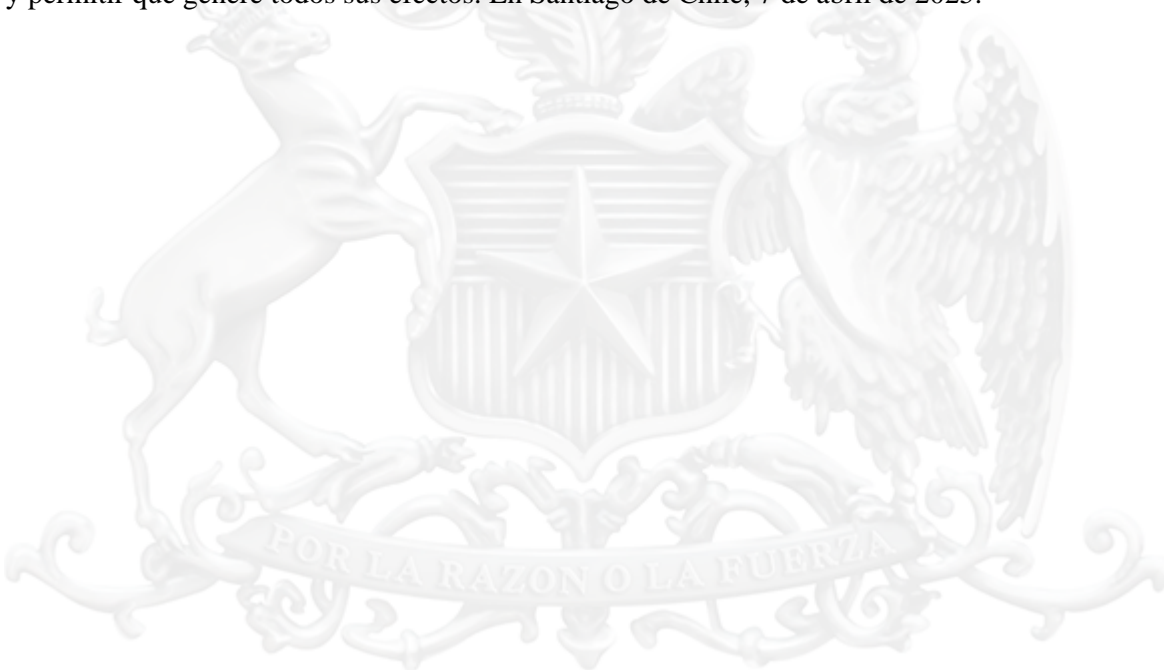 y permitir que genere todos sus efectos. En Santiago de Chile, 7 de abril de
POR LA RAZON O LA FUERZA